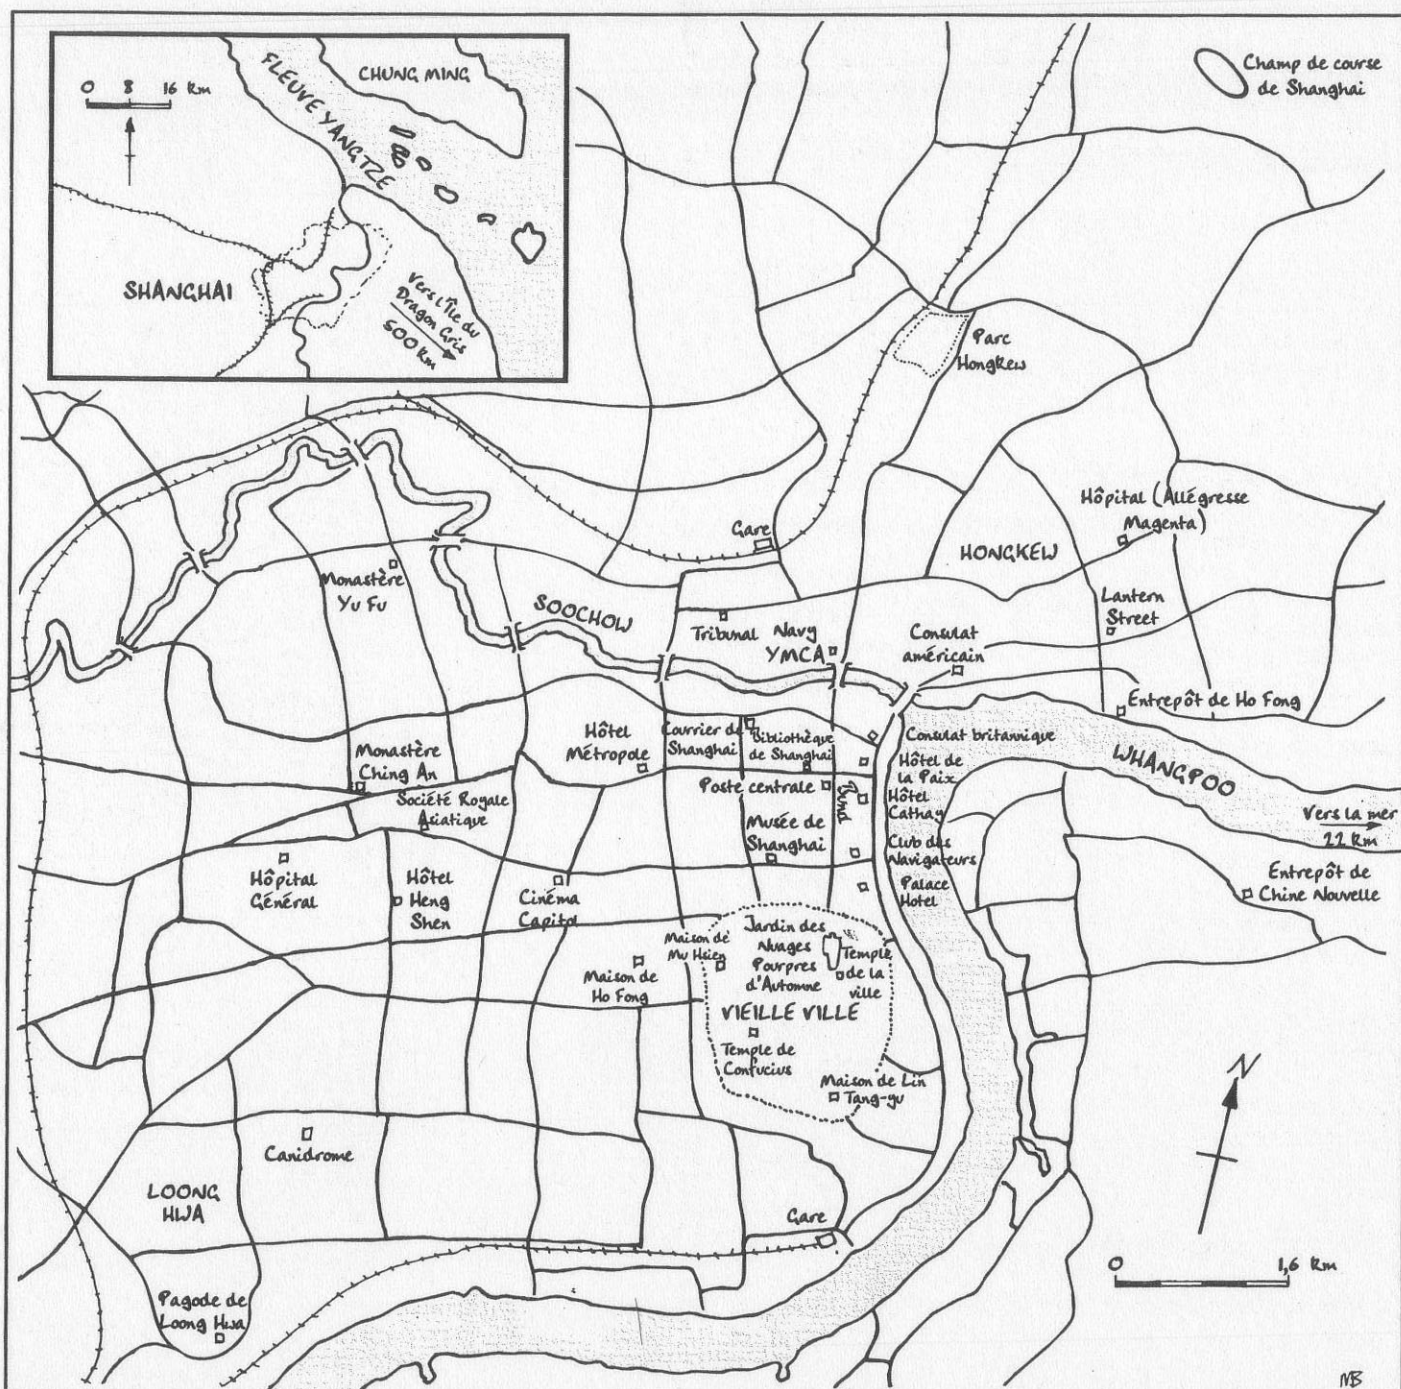 0 8 16 Km
FLEUVE YANGTZE
CHUNG MING
SHANGHAI
Vers l'Île du
Dragon Gris
500 Km
Champ de course
de Shanghai
Parc
Hongkew
Hôpital (Allégresse
Magenta)
Gare
HONGKEW
Monastère
Yu Fu
SOOCHOW
Tribunal
Navy
YMCA
Consulat
américain
Lantern
Street
Entrepôt de Ho Fong
Hôtel
Métropole
Courrier de
Shanghai
Bibliothèque
de Shanghai
Consulat britannique
WHANGPOO
Monastère
Ching An
Hôtel de
la Paix
Société Royale
Asiatique
Poste centrale
Bund
Hôtel
Cathay
Vers la mer
22 Km
Musée de
Shanghai
Club des
Navigateurs
Hôpital
Général
Hôtel
Heng
Shen
Cinéma
Capitol
Palace
Hotel
Entrepôt de
Chine Nouvelle
Maison de
Mu Hsien
Jardin des
Nuages
Pourpres
d'Automne
Temple
de la
ville
Maison de
Ho Fong
VIEILLE VILLE
Temple de
Confucius
Maison de Lin
Tang-yu
N
Canidrome
LOONG
HWA
Gare
0 1,6 Km
Pagode de
Loong Hwa
MB